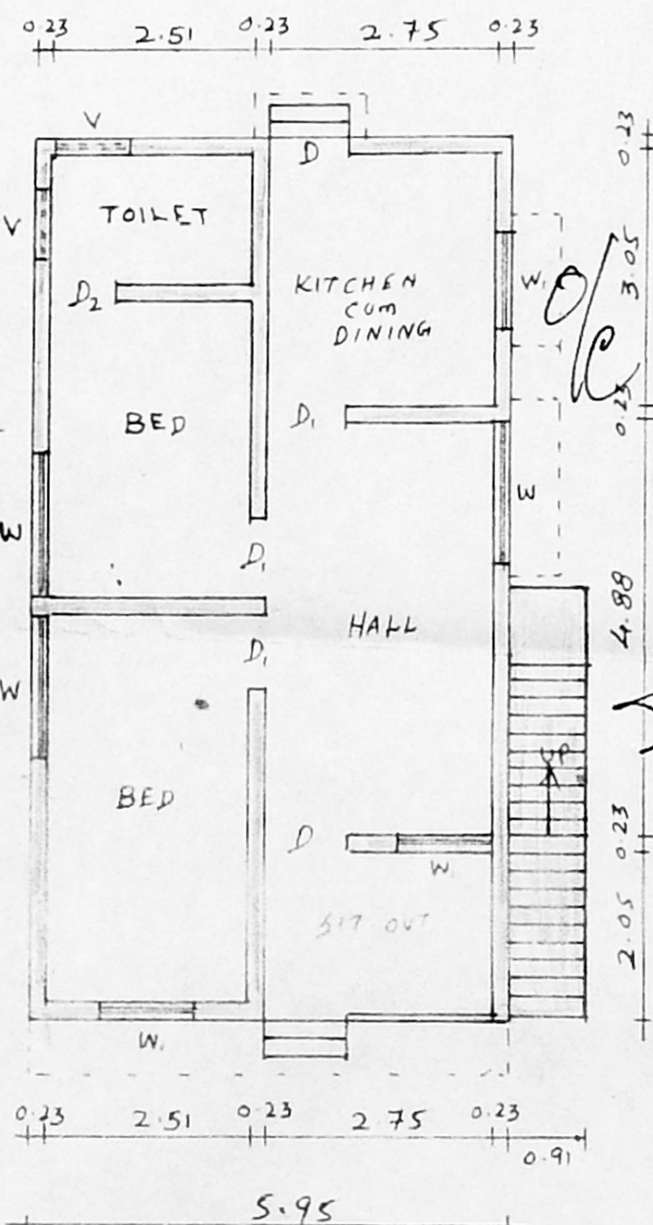 0.23 2.51 0.23 2.75 0.23
V
D
0.23
V
TOILET
3.05
D2
KITCHEN
CUM
DINING
W1
BED
D1
0.23
W
W
D1
HALL
4.88
D1
W
UP
BED
D
W1
0.23
SIT OUT
2.05
W1
0.23 2.51 0.23 2.75 0.23
0.91
5.95